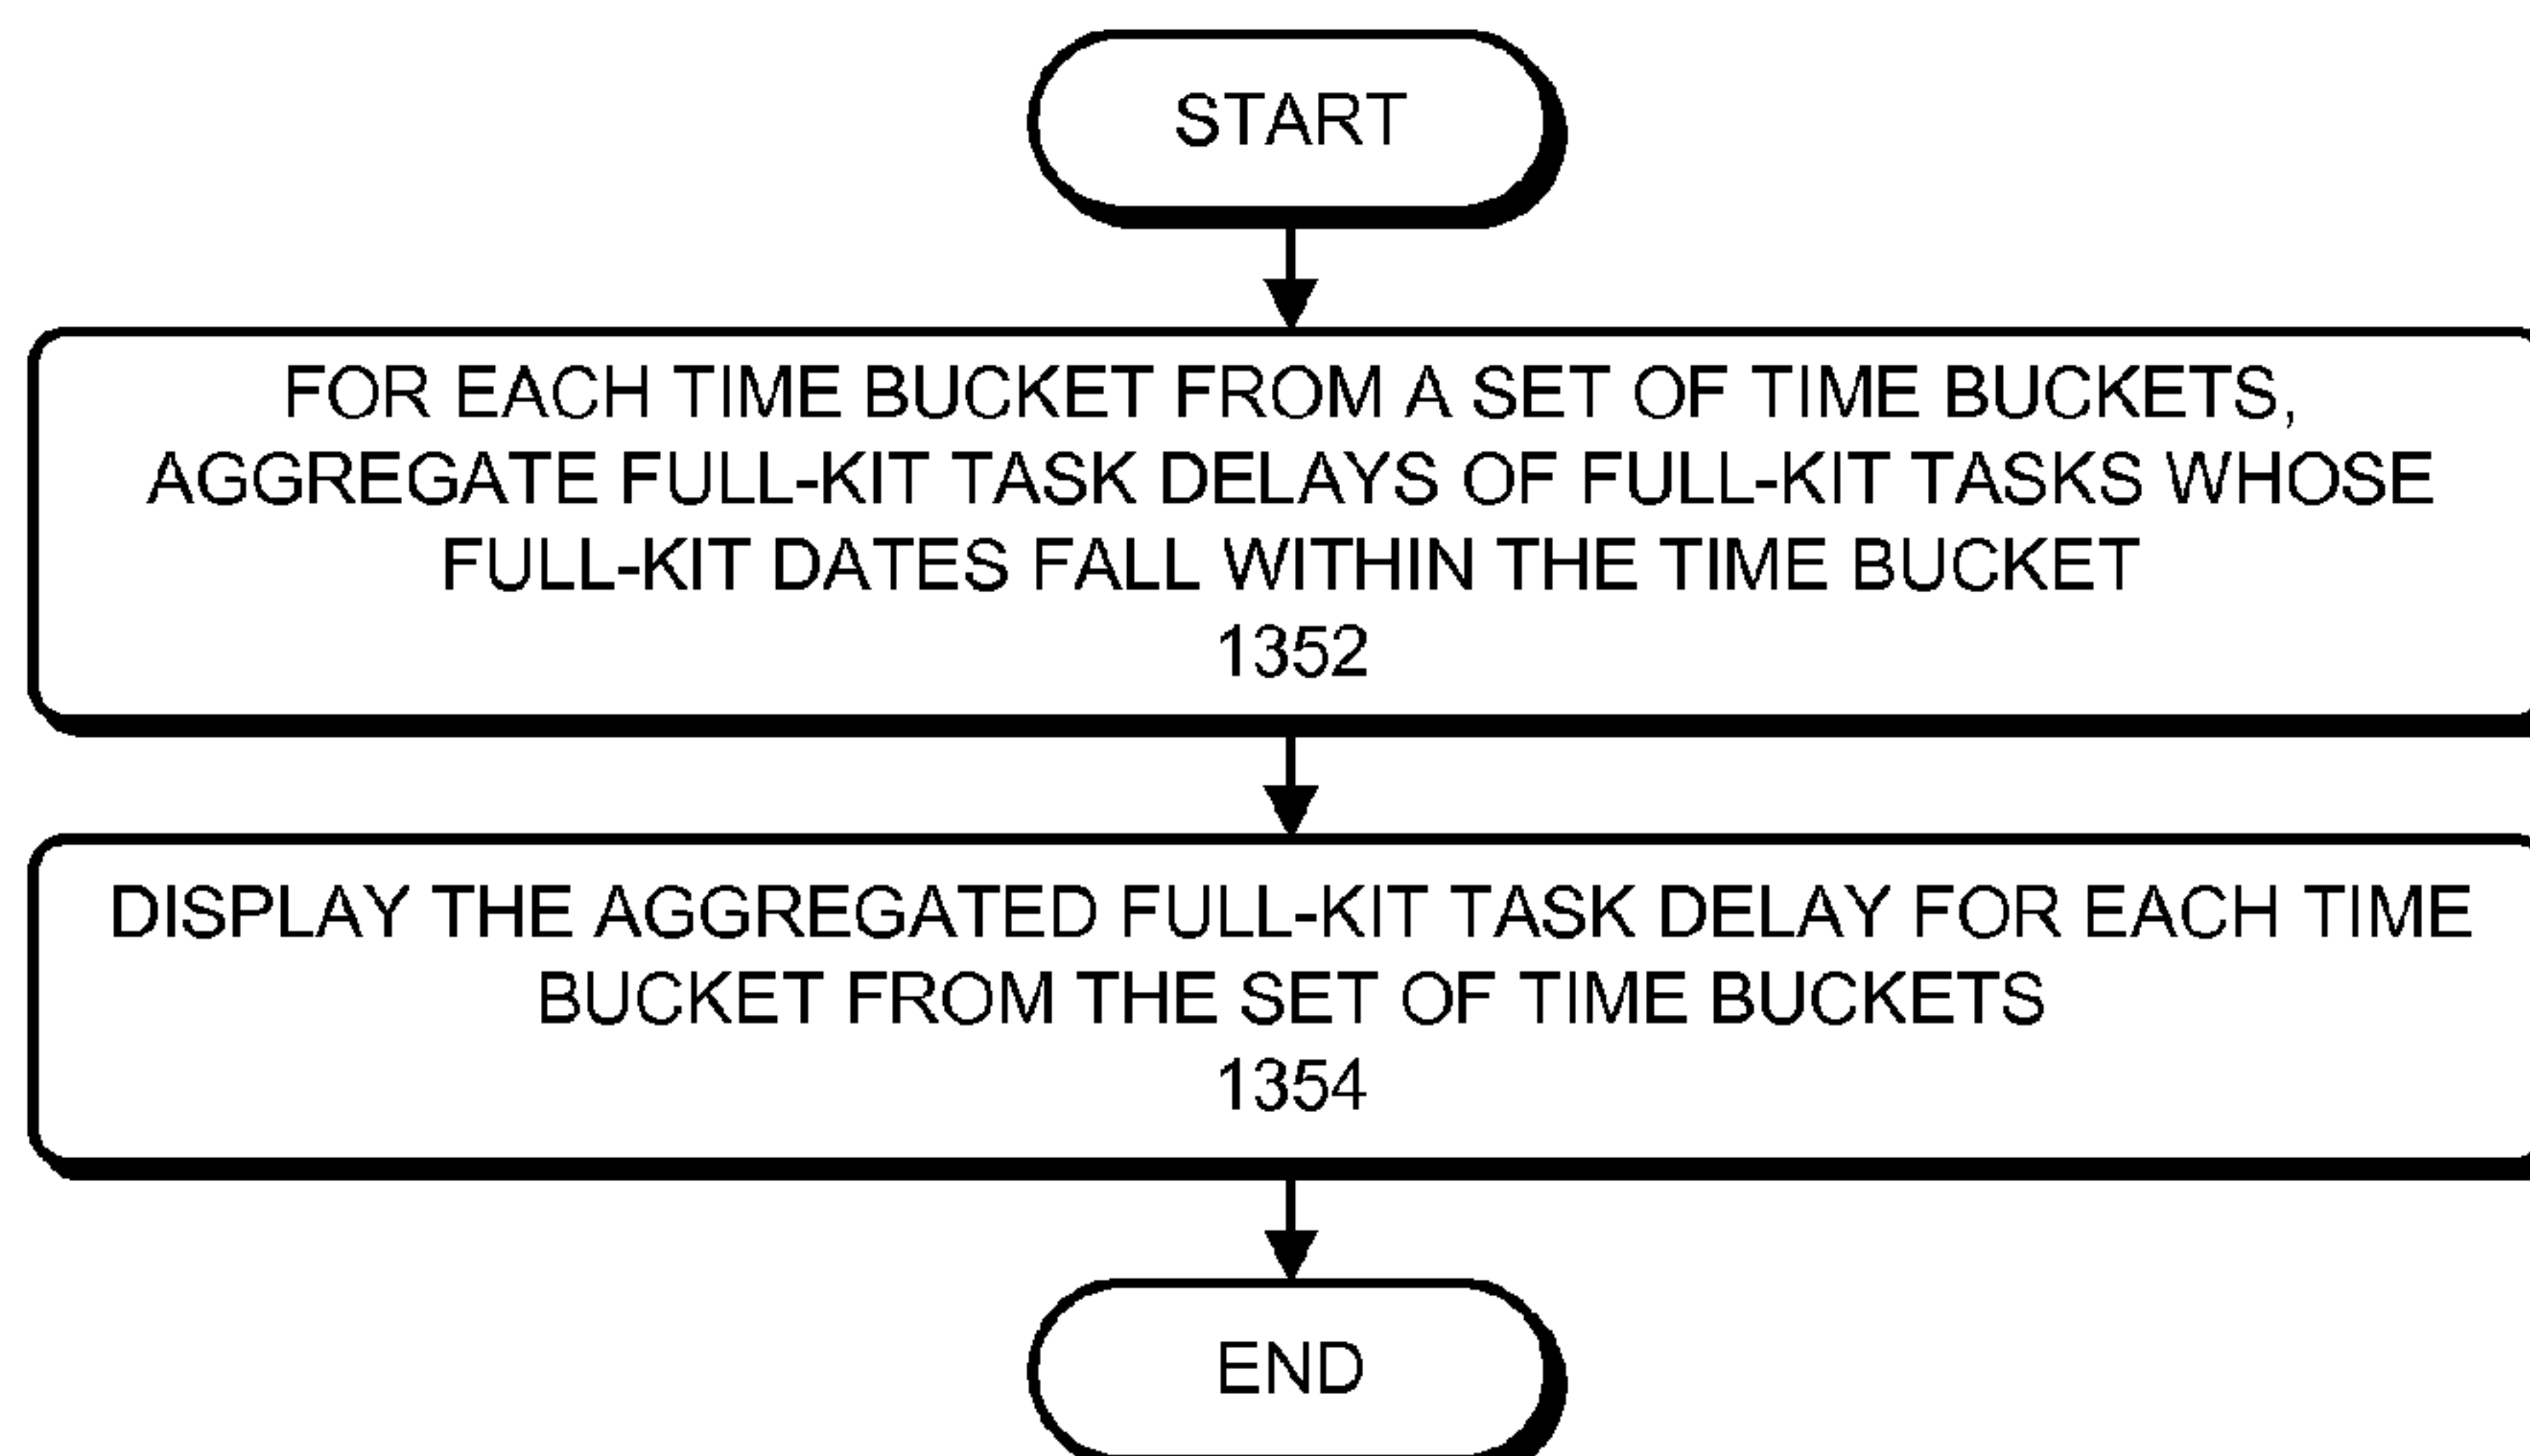 START
FOR EACH TIME BUCKET FROM A SET OF TIME BUCKETS,
AGGREGATE FULL-KIT TASK DELAYS OF FULL-KIT TASKS WHOSE
FULL-KIT DATES FALL WITHIN THE TIME BUCKET
1352
DISPLAY THE AGGREGATED FULL-KIT TASK DELAY FOR EACH TIME
BUCKET FROM THE SET OF TIME BUCKETS
1354
END